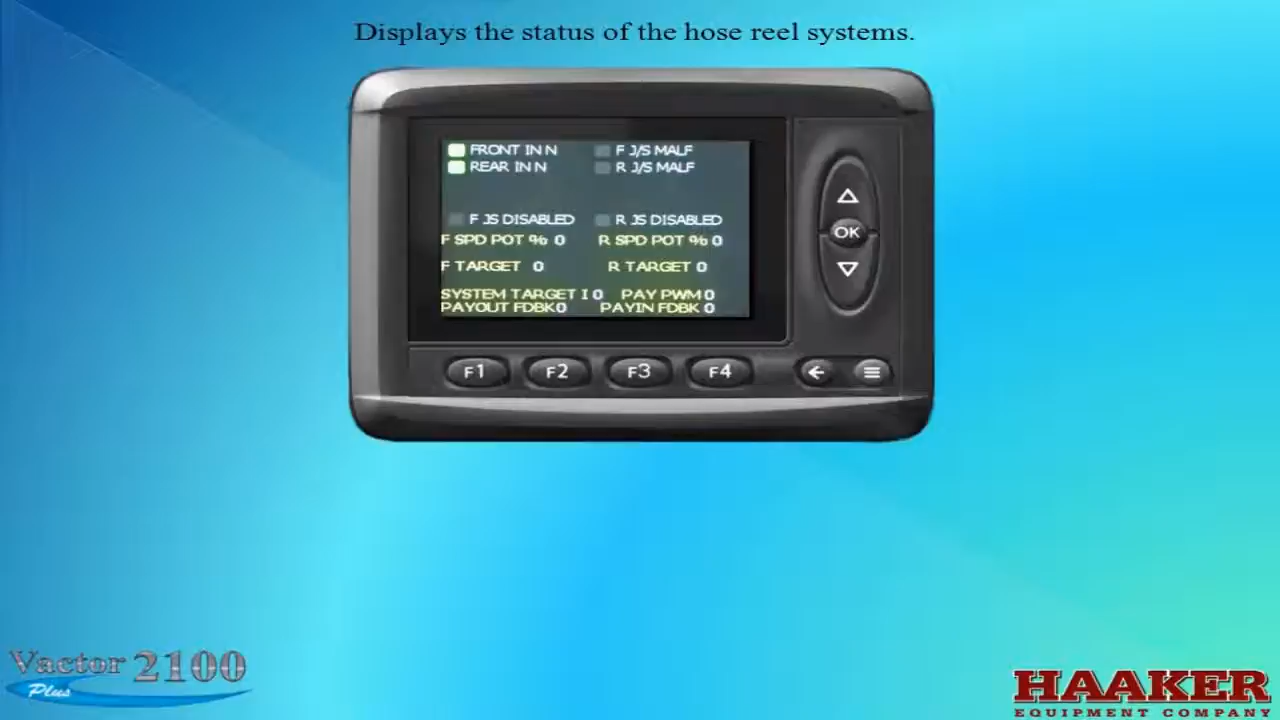 Displays the status of the hose reel systems.
FRONT IN N F J/S MALF
REAR IN N R J/S MALF
F JS DISABLED R JS DISABLED
F SPD POT % 0 R SPD POT % 0
F TARGET 0 R TARGET 0
SYSTEM TARGET I 0 PAY PWM 0
PAYOUT FDBK 0 PAYIN FDBK 0
OK
F1 F2 F3 F4
Vactor 2100
Plus
HAAKER
EQUIPMENT COMPANY